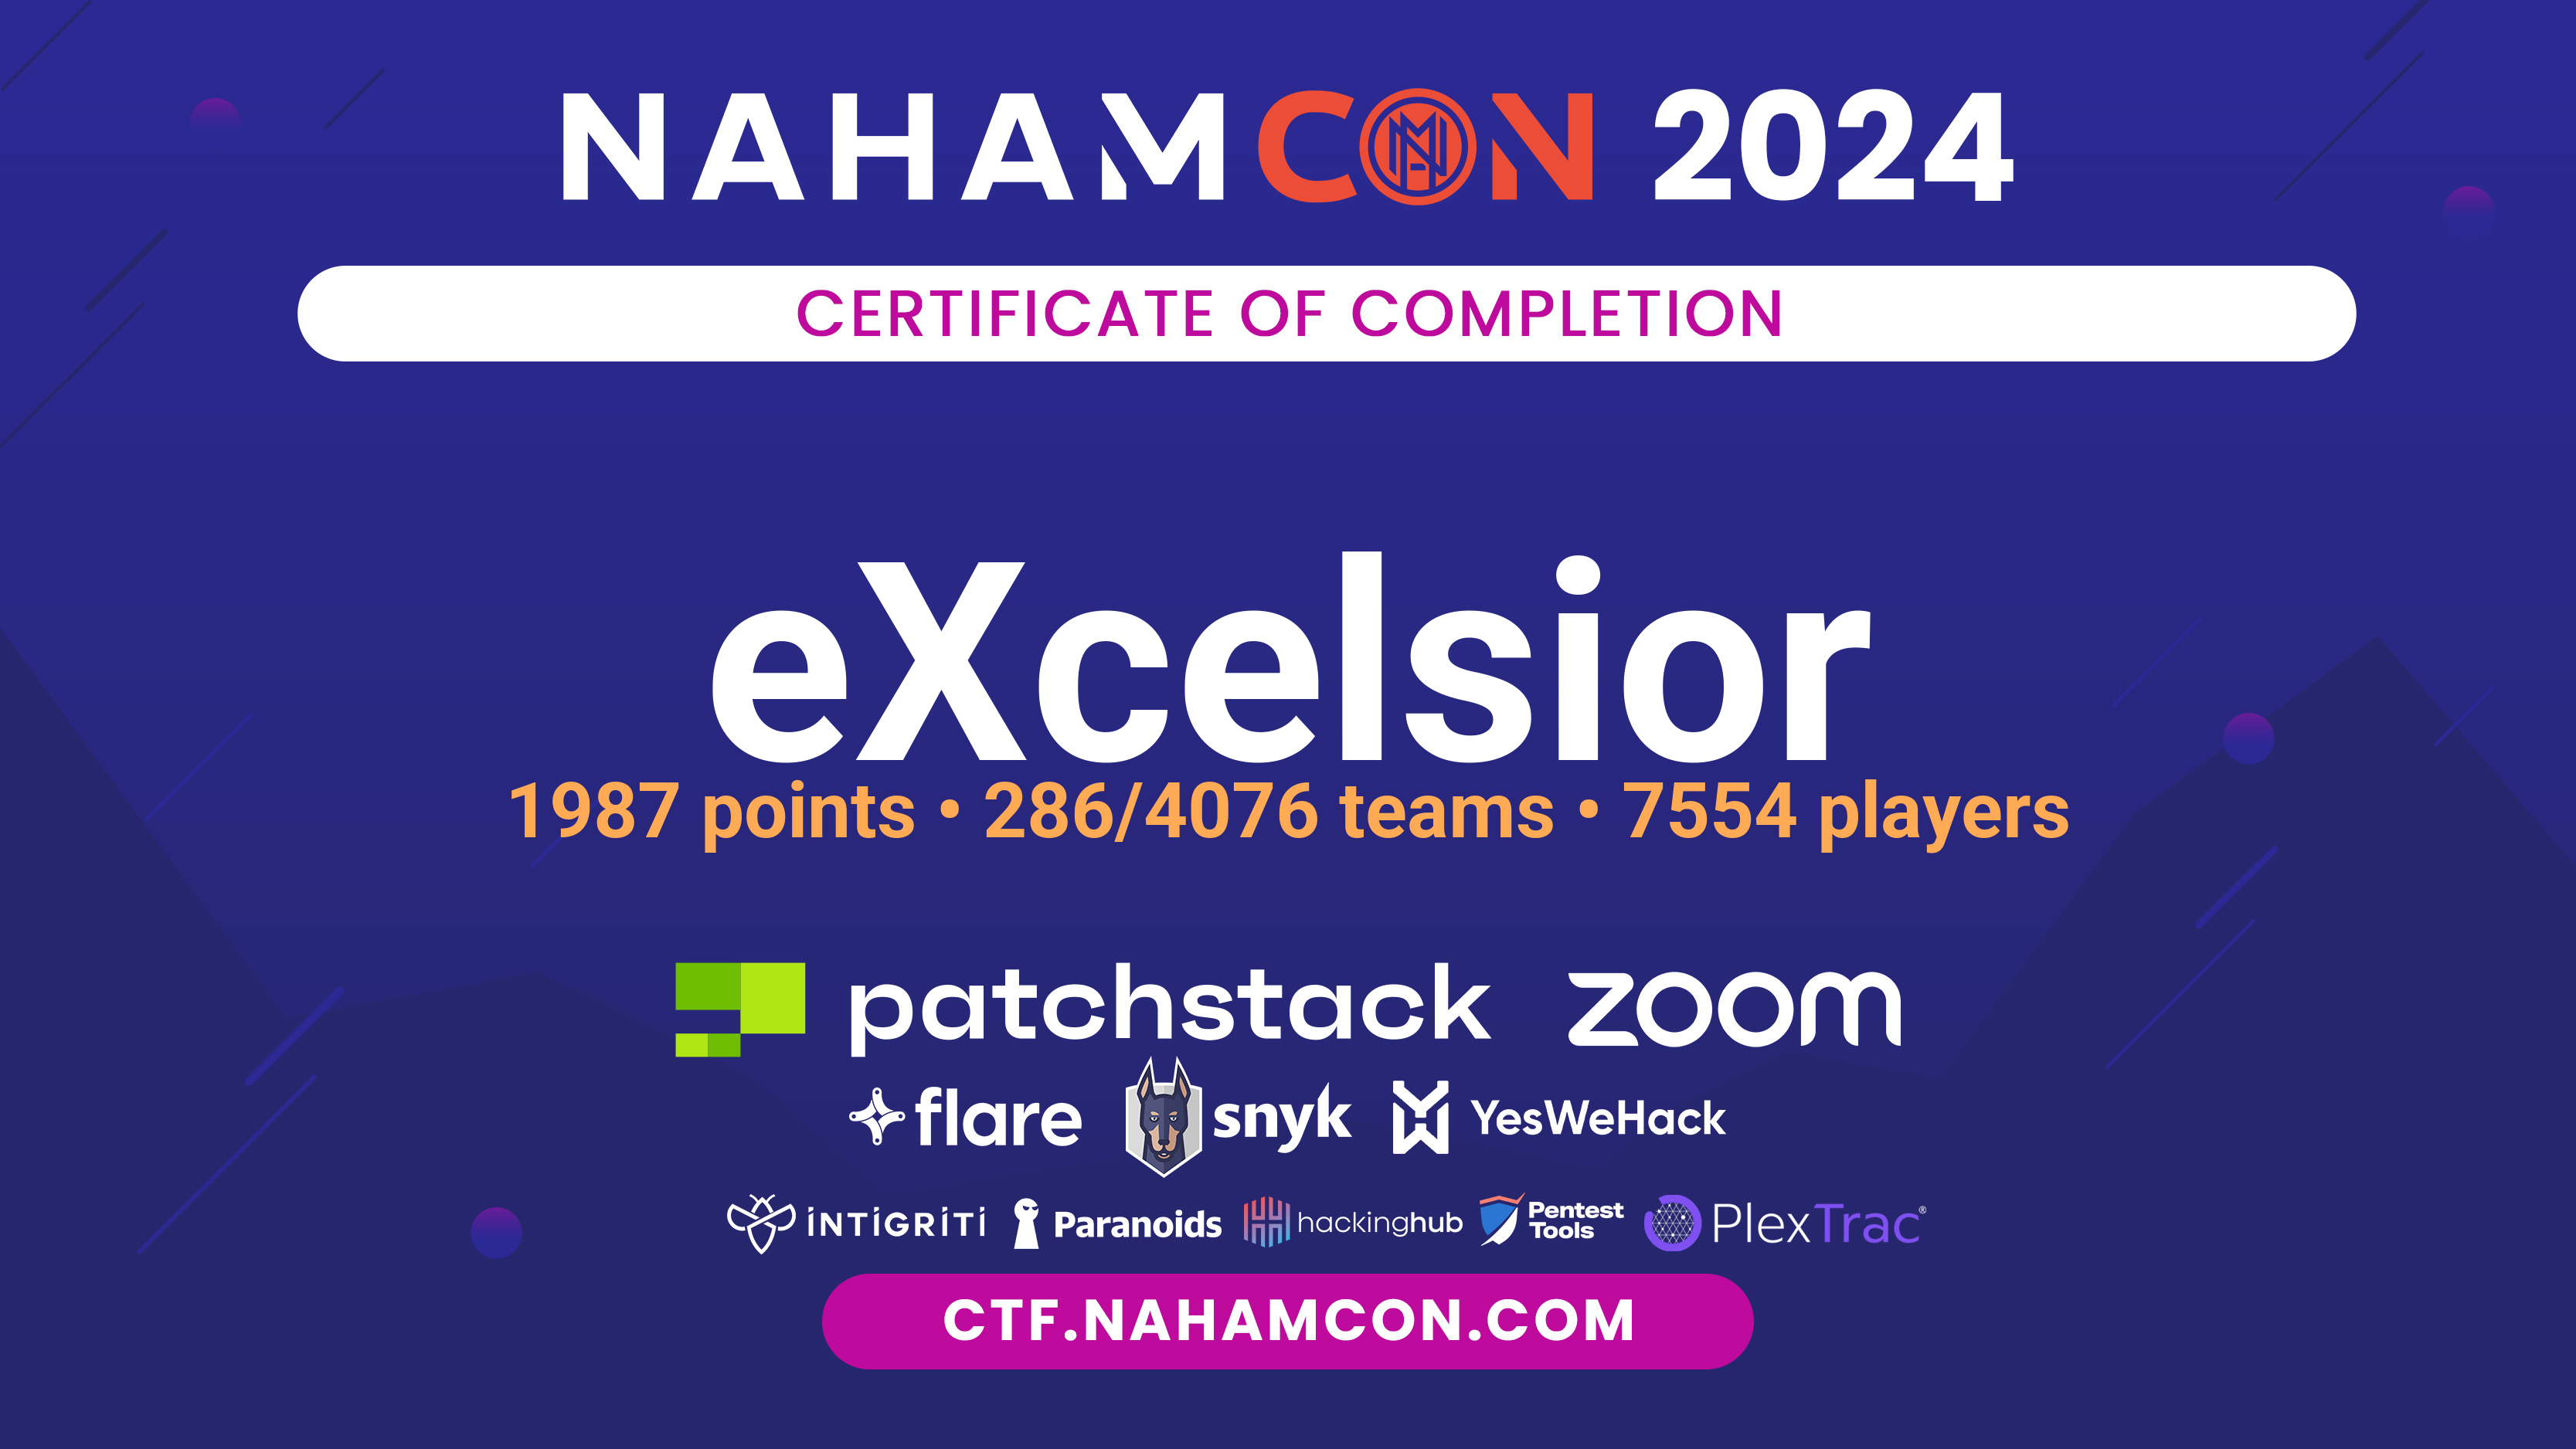 NAHAMCON 2024
CERTIFICATE OF COMPLETION
eXcelsior
1987 points • 286/4076 teams • 7554 players
patchstack zoom
flare snyk YesWeHack
INTIGRITI Paranoids hackinghub Pentest Tools PlexTrac®
CTF.NAHAMCON.COM